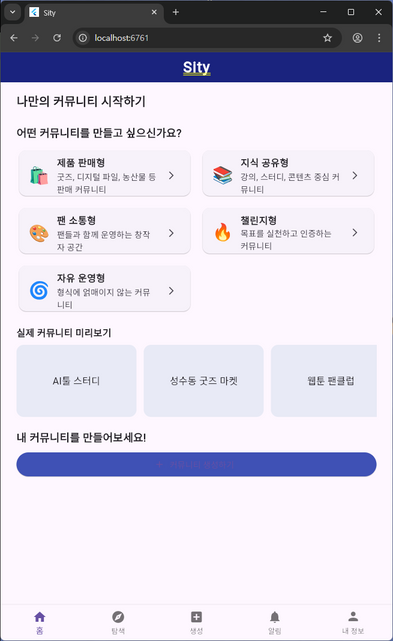 Sity
localhost:6761
Sity
나만의 커뮤니티 시작하기
어떤 커뮤니티를 만들고 싶으신가요?
제품 판매형
굿즈, 디지털 파일, 농산물 등
판매 커뮤니티
지식 공유형
강의, 스터디, 콘텐츠 중심 커
뮤니티
팬 소통형
팬들과 함께 운영하는 창작
자 공간
챌린지형
목표를 실천하고 인증하는
커뮤니티
자유 운영형
형식에 얽매이지 않는 커뮤
니티
실제 커뮤니티 미리보기
AI툴 스터디
성수동 굿즈 마켓
웹툰 팬클럽
내 커뮤니티를 만들어보세요!
홈
탐색
생성
알림
내 정보